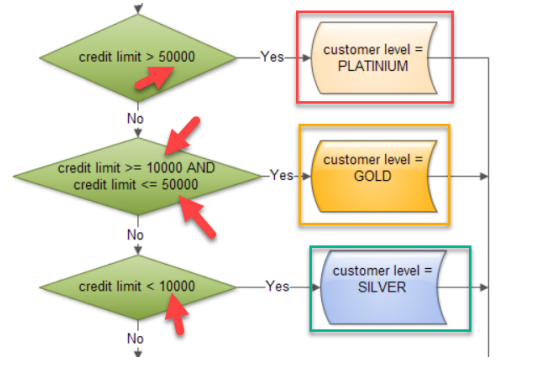 credit limit > 50000
Yes
customer level =
PLATINIUM
No
credit limit >= 10000 AND
credit limit <= 50000
Yes
customer level =
GOLD
No
credit limit < 10000
Yes
customer level =
SILVER
No